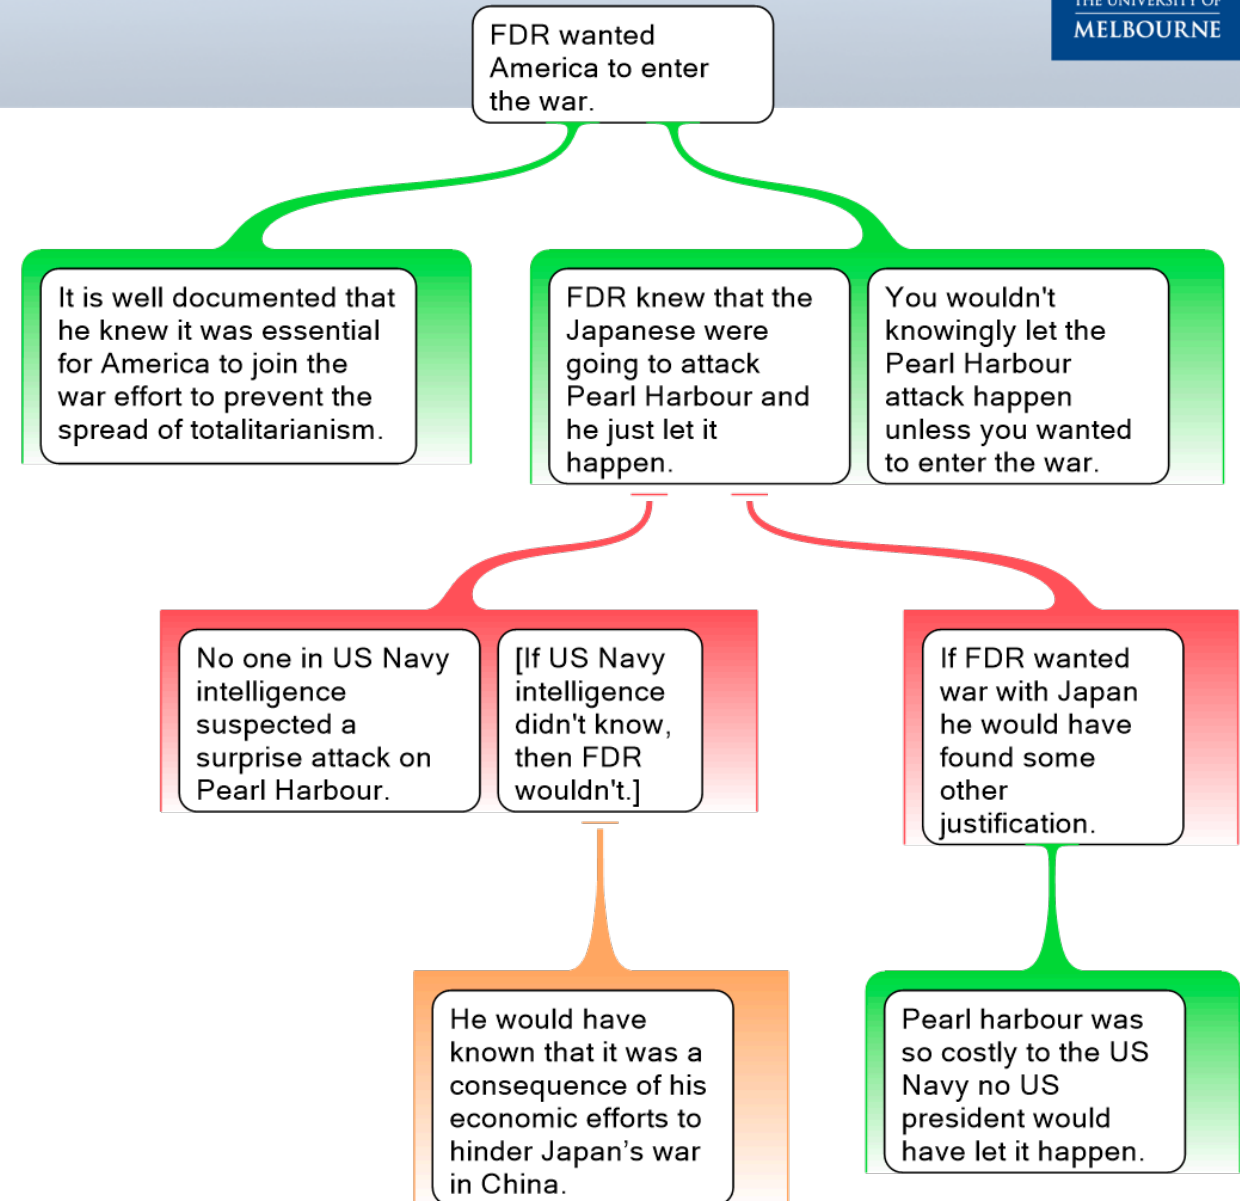 THE UNIVERSITY OF
MELBOURNE
FDR wanted
America to enter
the war.
It is well documented that
he knew it was essential
for America to join the
war effort to prevent the
spread of totalitarianism.
FDR knew that the
Japanese were
going to attack
Pearl Harbour and
he just let it
happen.
You wouldn't
knowingly let the
Pearl Harbour
attack happen
unless you wanted
to enter the war.
No one in US Navy
intelligence
suspected a
surprise attack on
Pearl Harbour.
[If US Navy
intelligence
didn't know,
then FDR
wouldn't.]
If FDR wanted
war with Japan
he would have
found some
other
justification.
He would have
known that it was a
consequence of his
economic efforts to
hinder Japan’s war
in China.
Pearl harbour was
so costly to the US
Navy no US
president would
have let it happen.